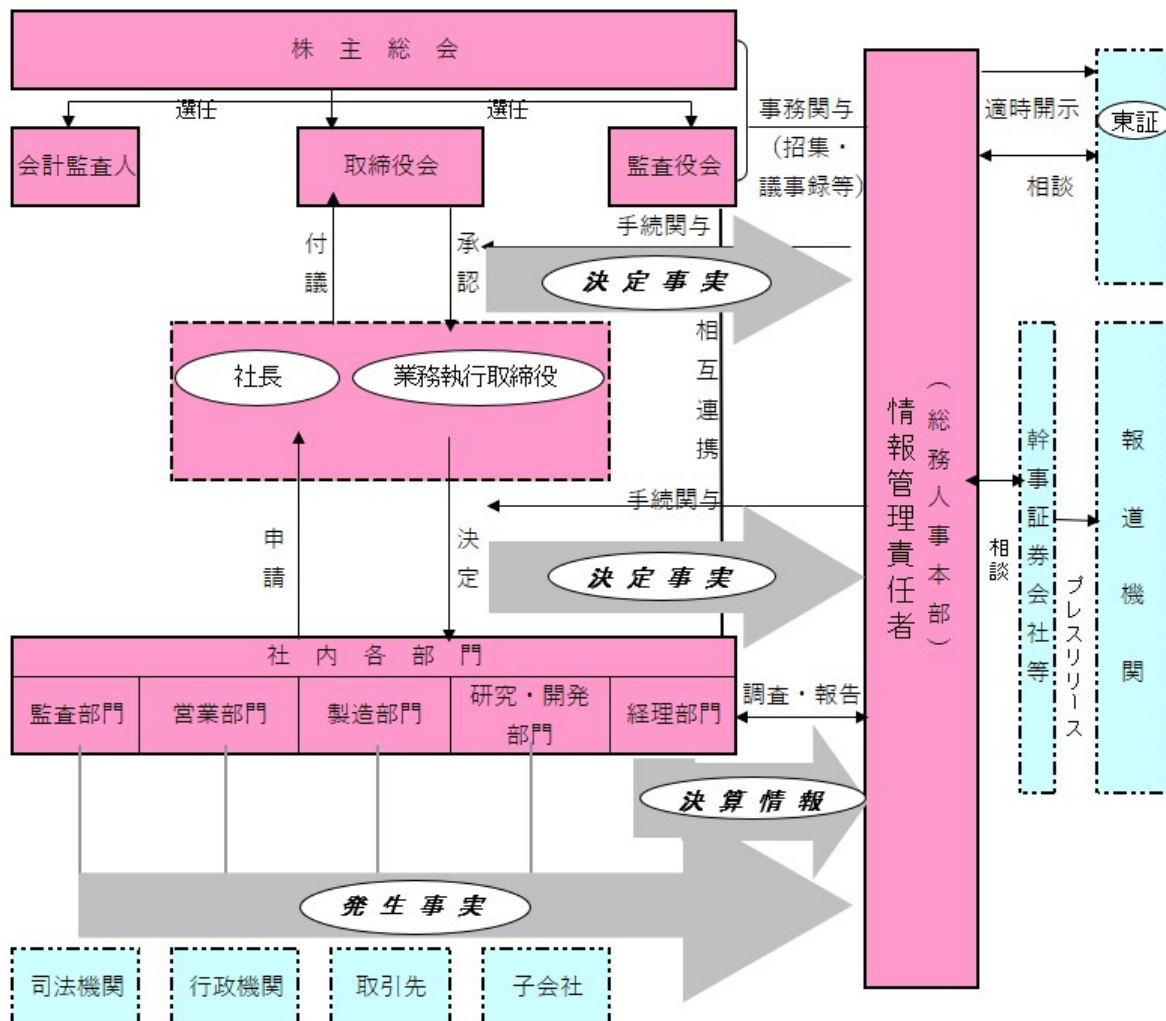 株主総会
選任
選任
会計監査人
取締役会
監査役会
事務関与
(招集・
議事録等)
適時開示
東証
相談
付議
承認
手続関与
決定事実
相互連携
社長
業務執行取締役
情報管理責任者
(総務人事本部)
幹事証券会社等
報道機関
相談
プレスリリース
手続関与
申請
決定
決定事実
社内各部門
監査部門
営業部門
製造部門
研究・開発
部門
経理部門
調査・報告
決算情報
発生事実
司法機関
行政機関
取引先
子会社